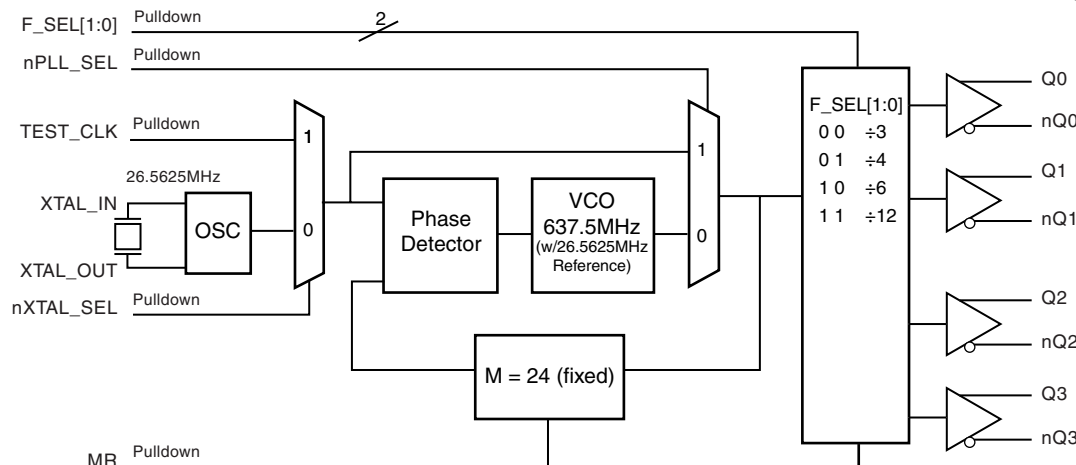 F_SEL[1:0] Pulldown
2
nPLL_SEL Pulldown
TEST_CLK Pulldown
26.5625MHz
XTAL_IN
OSC
XTAL_OUT
nXTAL_SEL Pulldown
1
0
Phase
Detector
VCO
637.5MHz
(w/26.5625MHz
Reference)
1
0
M = 24 (fixed)
F_SEL[1:0]
0 0 ÷3
0 1 ÷4
1 0 ÷6
1 1 ÷12
Q0
nQ0
Q1
nQ1
Q2
nQ2
Q3
nQ3
MR Pulldown